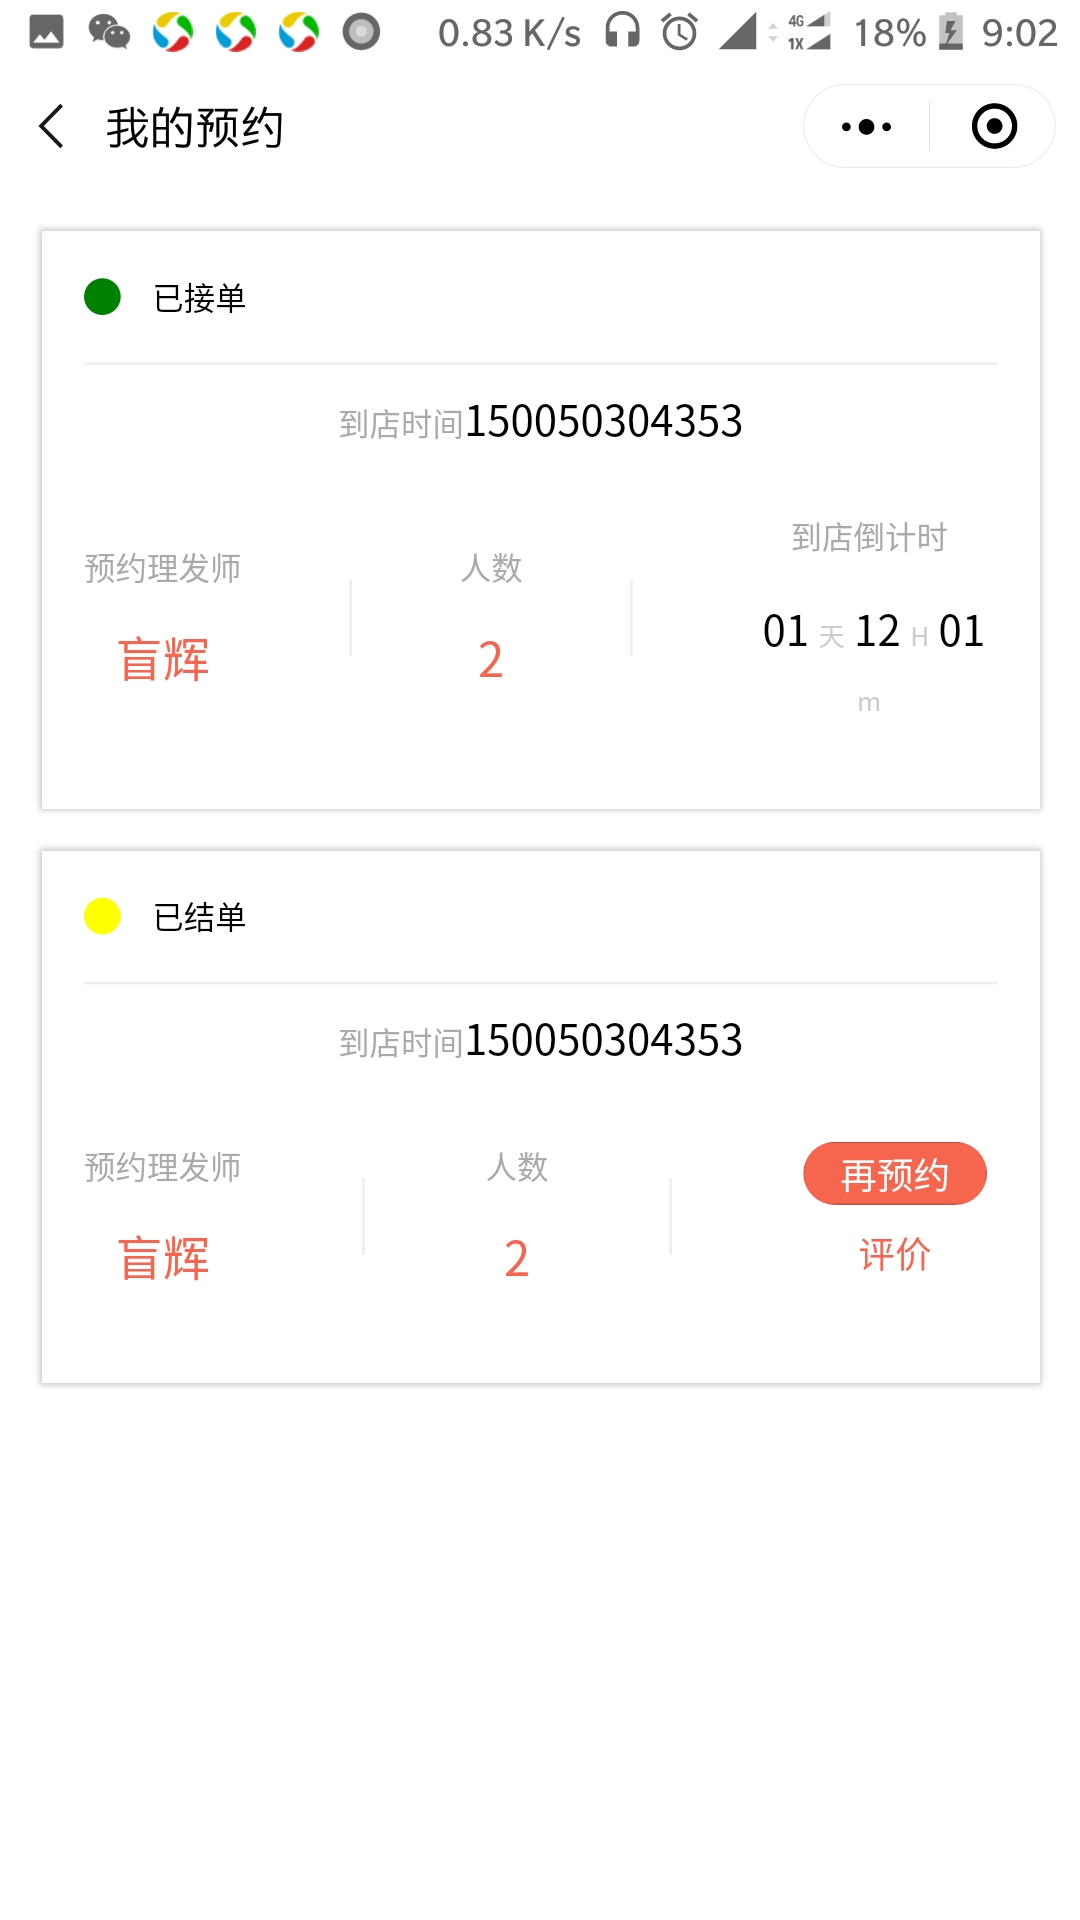 0.83 K/s 4G 1X 18% 9:02
我的预约
已接单
到店时间150050304353
预约理发师 人数 到店倒计时
盲辉 2 01 天 12 H 01
m
已结单
到店时间150050304353
预约理发师 人数 再预约
盲辉 2 评价